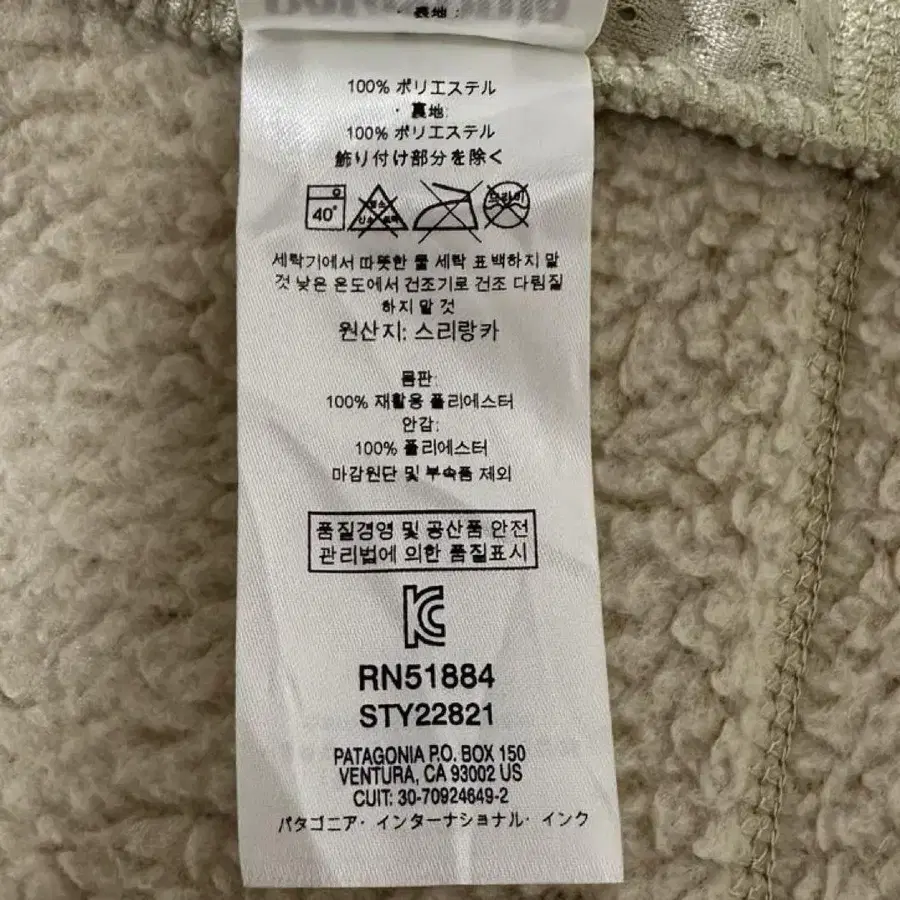 ・表地:
100% ポリエステル
・裏地:
100% ポリエステル
飾り付け部分を除く
40°
드라이
세탁기에서 따뜻한 물 세탁 표백하지 말
것 낮은 온도에서 건조기로 건조 다림질
하지 말 것
원산지: 스리랑카
몸판:
100% 재활용 폴리에스터
안감:
100% 폴리에스터
마감원단 및 부속품 제외
품질경영 및 공산품 안전
관리법에 의한 품질표시
KC
RN51884
STY22821
PATAGONIA P.O. BOX 150
VENTURA, CA 93002 US
CUIT: 30-70924649-2
パタゴニア・インターナショナル・インク